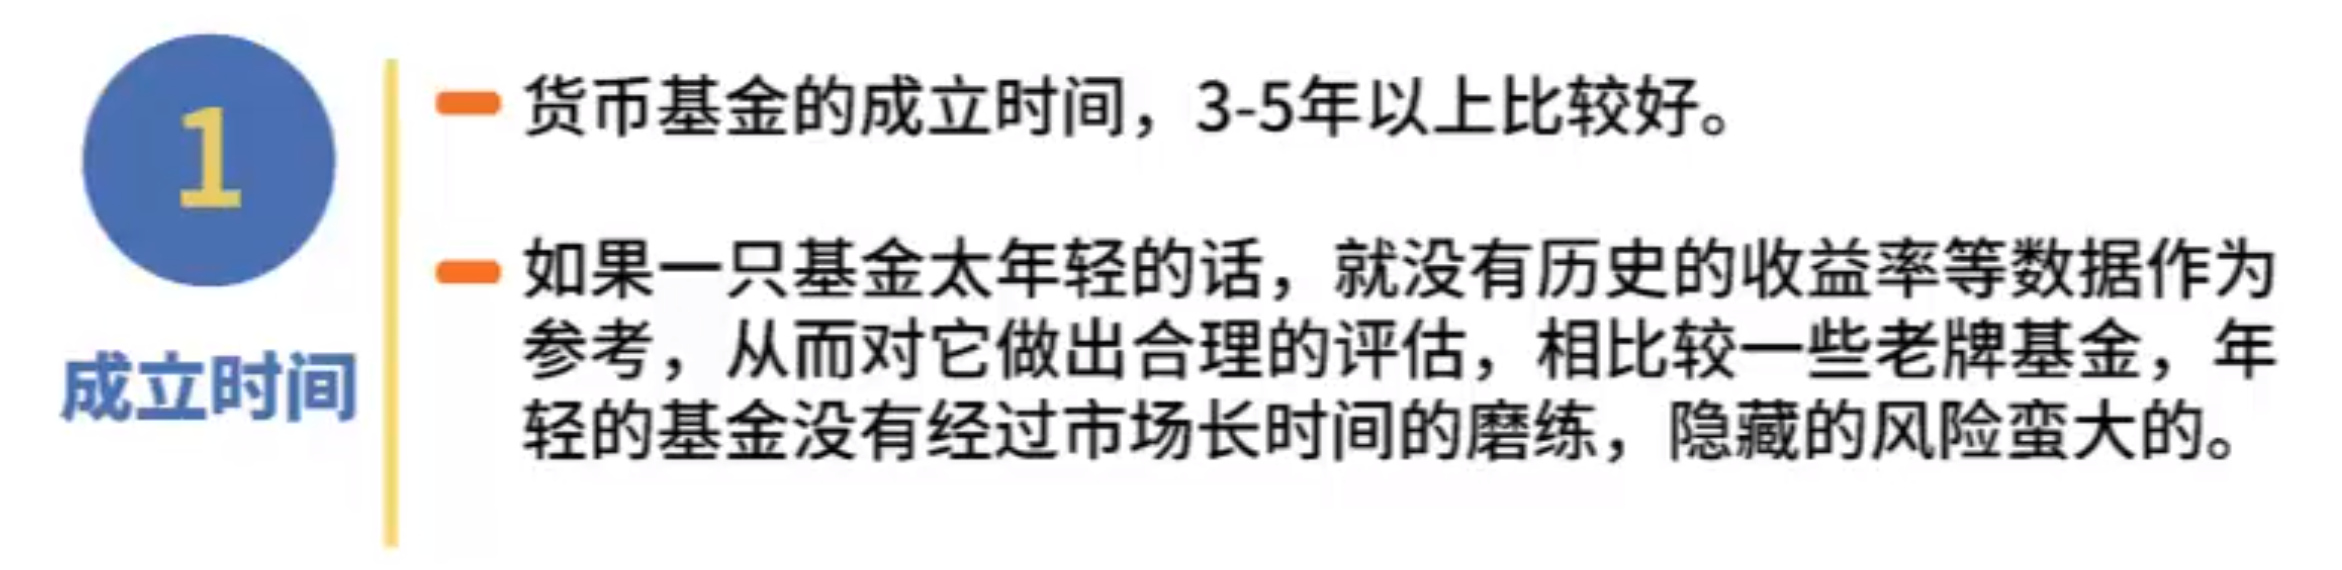 1
成立时间
货币基金的成立时间，3-5年以上比较好。
如果一只基金太年轻的话，就没有历史的收益率等数据作为
参考，从而对它做出合理的评估，相比较一些老牌基金，年
轻的基金没有经过市场长时间的磨练，隐藏的风险蛮大的。